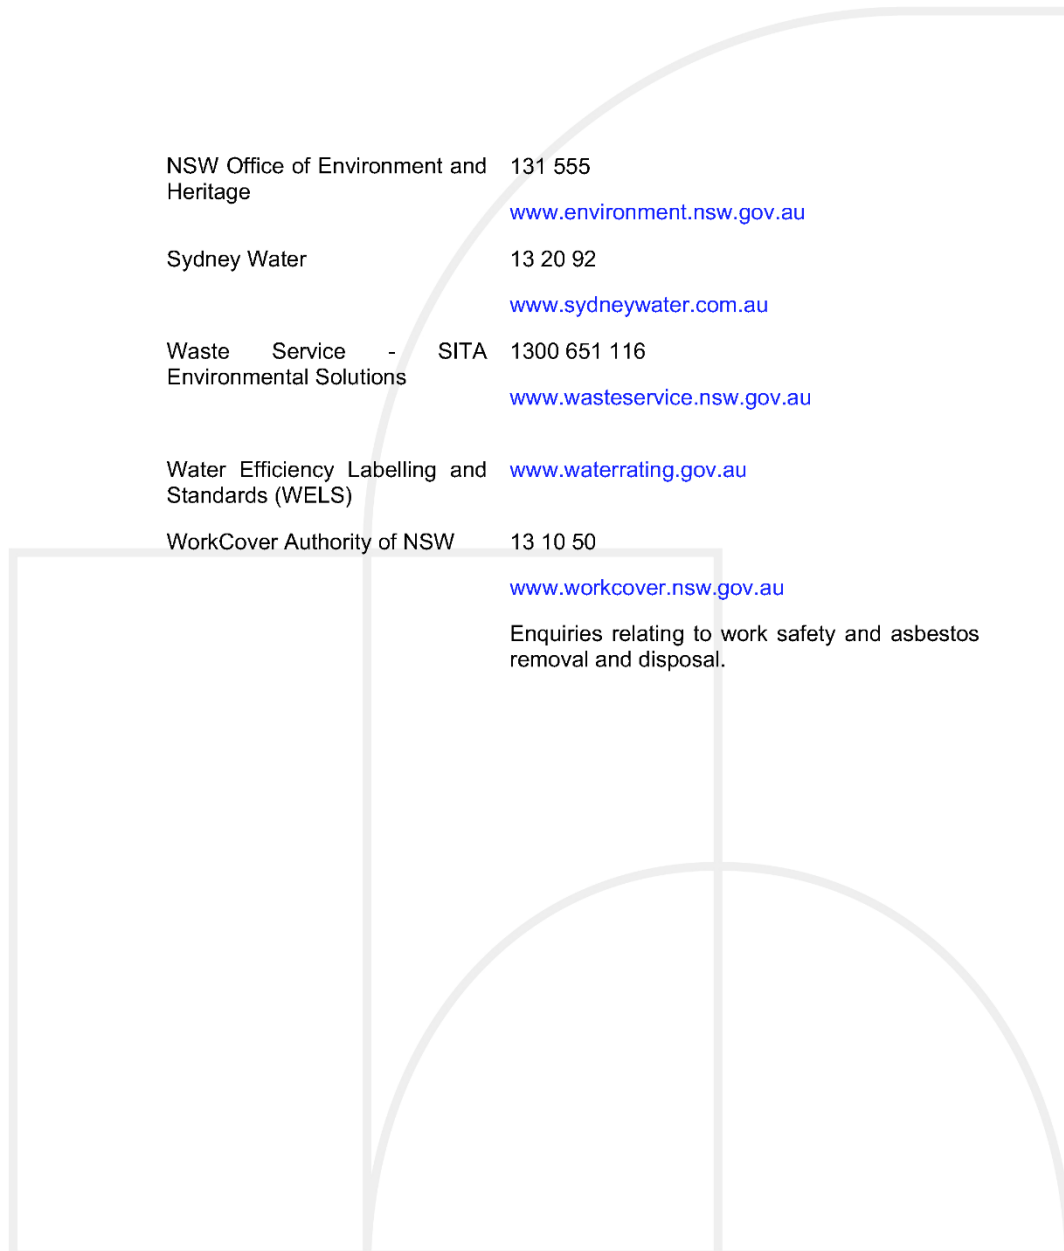 NSW Office of Environment and 131 555
Heritage
www.environment.nsw.gov.au
Sydney Water 13 20 92
www.sydneywater.com.au
Waste Service - SITA 1300 651 116
Environmental Solutions
www.wasteservice.nsw.gov.au
Water Efficiency Labelling and www.waterrating.gov.au
Standards (WELS)
WorkCover Authority of NSW 13 10 50
www.workcover.nsw.gov.au
Enquiries relating to work safety and asbestos
removal and disposal.